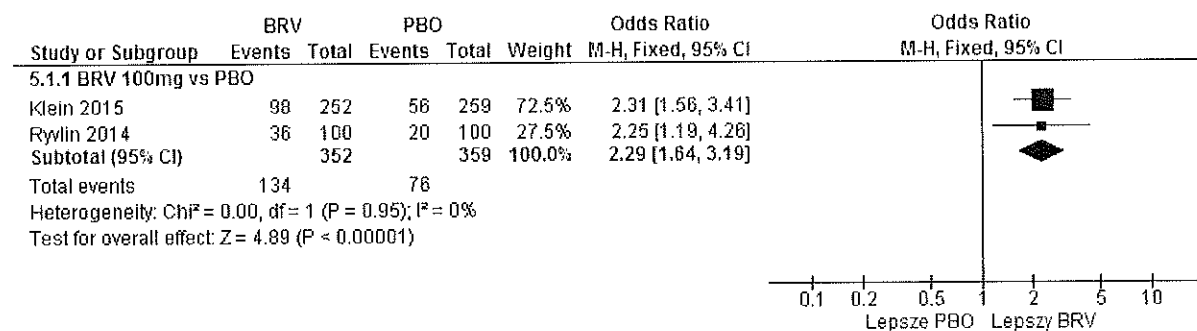 BRV PBO Odds Ratio Odds Ratio
Study or Subgroup Events Total Events Total Weight M-H, Fixed, 95% CI M-H, Fixed, 95% CI
5.1.1 BRV 100mg vs PBO
Klein 2015 98 252 56 259 72.5% 2.31 [1.56, 3.41]
Ryvlin 2014 36 100 20 100 27.5% 2.25 [1.19, 4.26]
Subtotal (95% CI) 352 359 100.0% 2.29 [1.64, 3.19]
Total events 134 76
Heterogeneity: Chi² = 0.00, df = 1 (P = 0.95); I² = 0%
Test for overall effect: Z = 4.89 (P < 0.00001)
0.1 0.2 0.5 1 2 5 10
Lepsze PBO Lepszy BRV